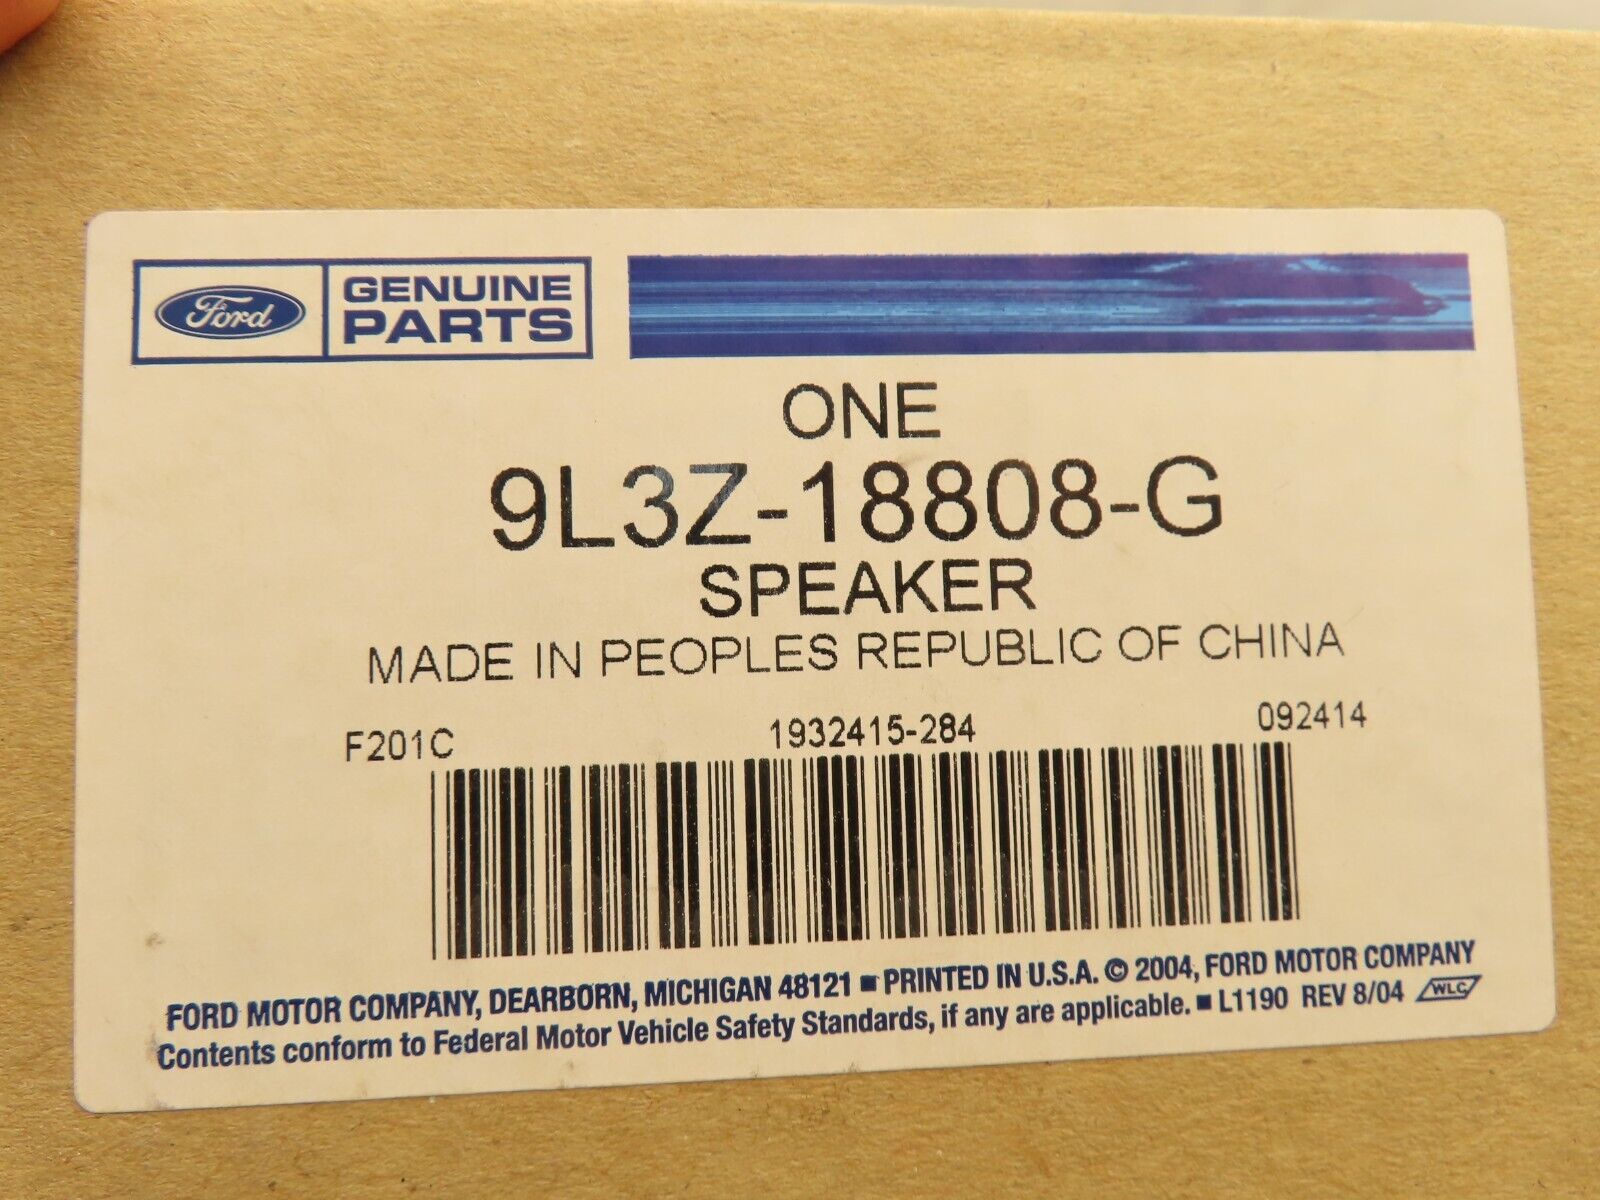 Ford GENUINE PARTS
ONE
9L3Z-18808-G
SPEAKER
MADE IN PEOPLES REPUBLIC OF CHINA
F201C 1932415-284 092414
FORD MOTOR COMPANY, DEARBORN, MICHIGAN 48121 ■ PRINTED IN U.S.A. © 2004, FORD MOTOR COMPANY
Contents conform to Federal Motor Vehicle Safety Standards, if any are applicable. ■ L1190 REV 8/04 WLC